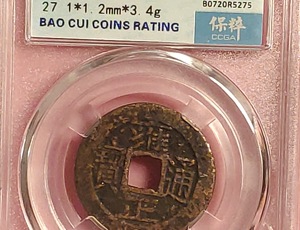 27 1*1.2mm*3.4g
B0720R5275
BAO CUI COINS RATING
保粹
CCGA
雍正通寶